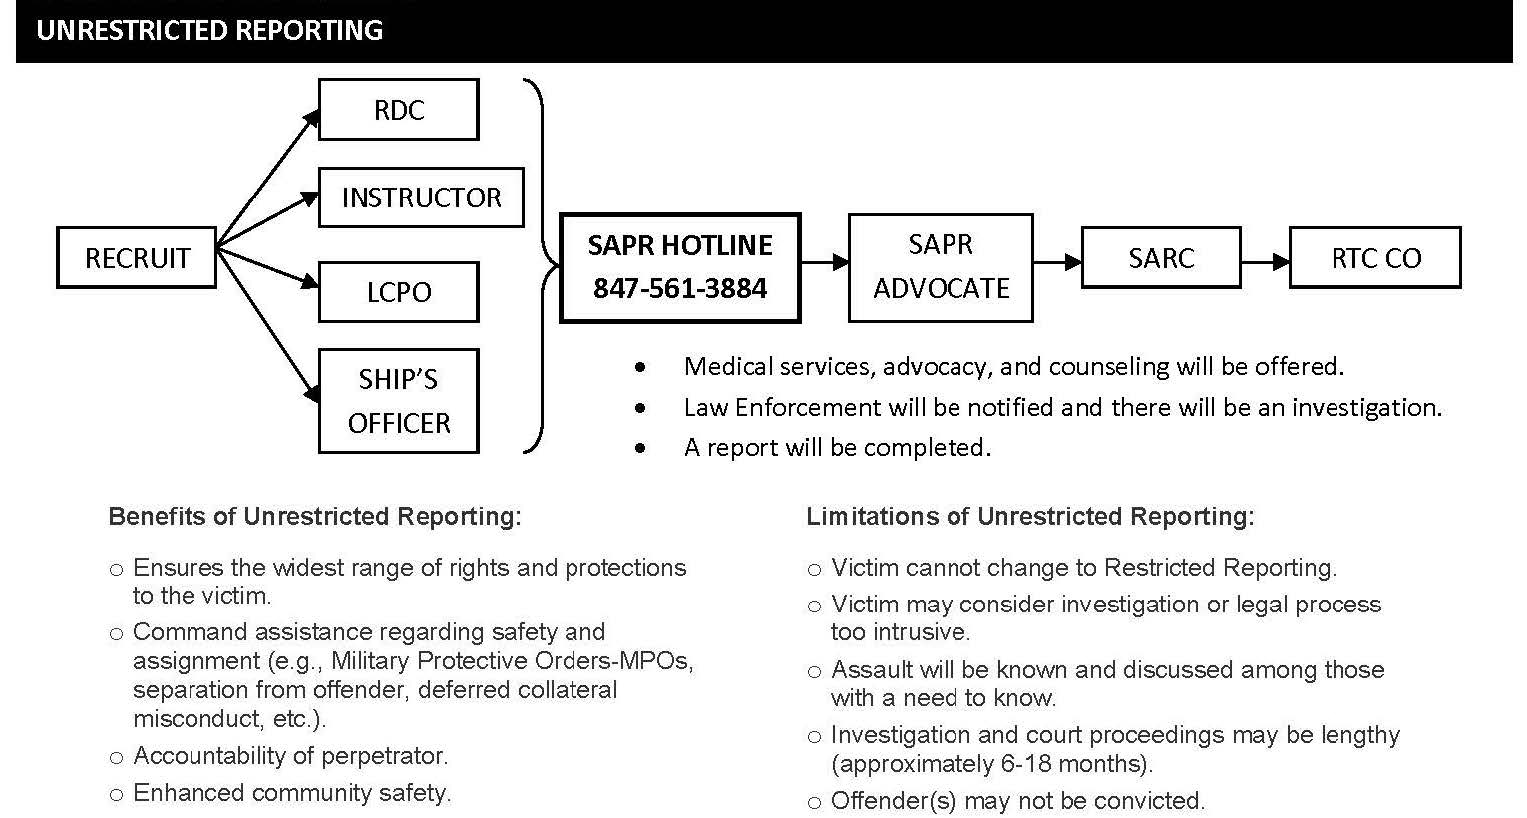 UNRESTRICTED REPORTING
RDC
INSTRUCTOR
RECRUIT
LCPO
SHIP'S
OFFICER
SAPR HOTLINE
847-561-3884
SAPR
ADVOCATE
SARC
RTC CO
• Medical services, advocacy, and counseling will be offered.
• Law Enforcement will be notified and there will be an investigation.
• A report will be completed.
Benefits of Unrestricted Reporting:
○ Ensures the widest range of rights and protections
to the victim.
○ Command assistance regarding safety and
assignment (e.g., Military Protective Orders-MPOs,
separation from offender, deferred collateral
misconduct, etc.).
○ Accountability of perpetrator.
○ Enhanced community safety.
Limitations of Unrestricted Reporting:
○ Victim cannot change to Restricted Reporting.
○ Victim may consider investigation or legal process
too intrusive.
○ Assault will be known and discussed among those
with a need to know.
○ Investigation and court proceedings may be lengthy
(approximately 6-18 months).
○ Offender(s) may not be convicted.